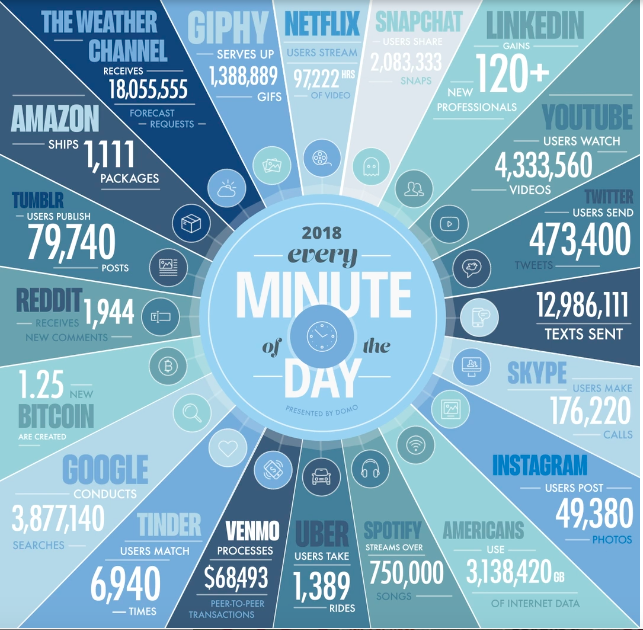 THE WEATHER
CHANNEL
RECEIVES
18,055,555
FORECAST
REQUESTS
GIPHY
SERVES UP
1,388,889
GIFS
NETFLIX
USERS STREAM
97,222 HRS
OF VIDEO
SNAPCHAT
USERS SHARE
2,083,333
SNAPS
LINKEDIN
GAINS
NEW 120+
PROFESSIONALS
YOUTUBE
USERS WATCH
4,333,560
VIDEOS
TWITTER
USERS SEND
473,400
TWEETS
12,986,111
TEXTS SENT
SKYPE
USERS MAKE
176,220
CALLS
INSTAGRAM
USERS POST
49,380
PHOTOS
AMERICANS
USE
3,138,420 GB
OF INTERNET DATA
SPOTIFY
STREAMS OVER
750,000
SONGS
UBER
USERS TAKE
1,389
RIDES
VENMO
PROCESSES
$68,493
PEER-TO-PEER
TRANSACTIONS
TINDER
USERS MATCH
6,940
TIMES
GOOGLE
CONDUCTS
3,877,140
SEARCHES
1.25 NEW
BITCOIN
ARE CREATED
REDDIT
RECEIVES 1,944
NEW COMMENTS
TUMBLR
USERS PUBLISH
79,740
POSTS
AMAZON
SHIPS 1,111
PACKAGES
2018
every
MINUTE
of the
DAY
PRESENTED BY DOMO